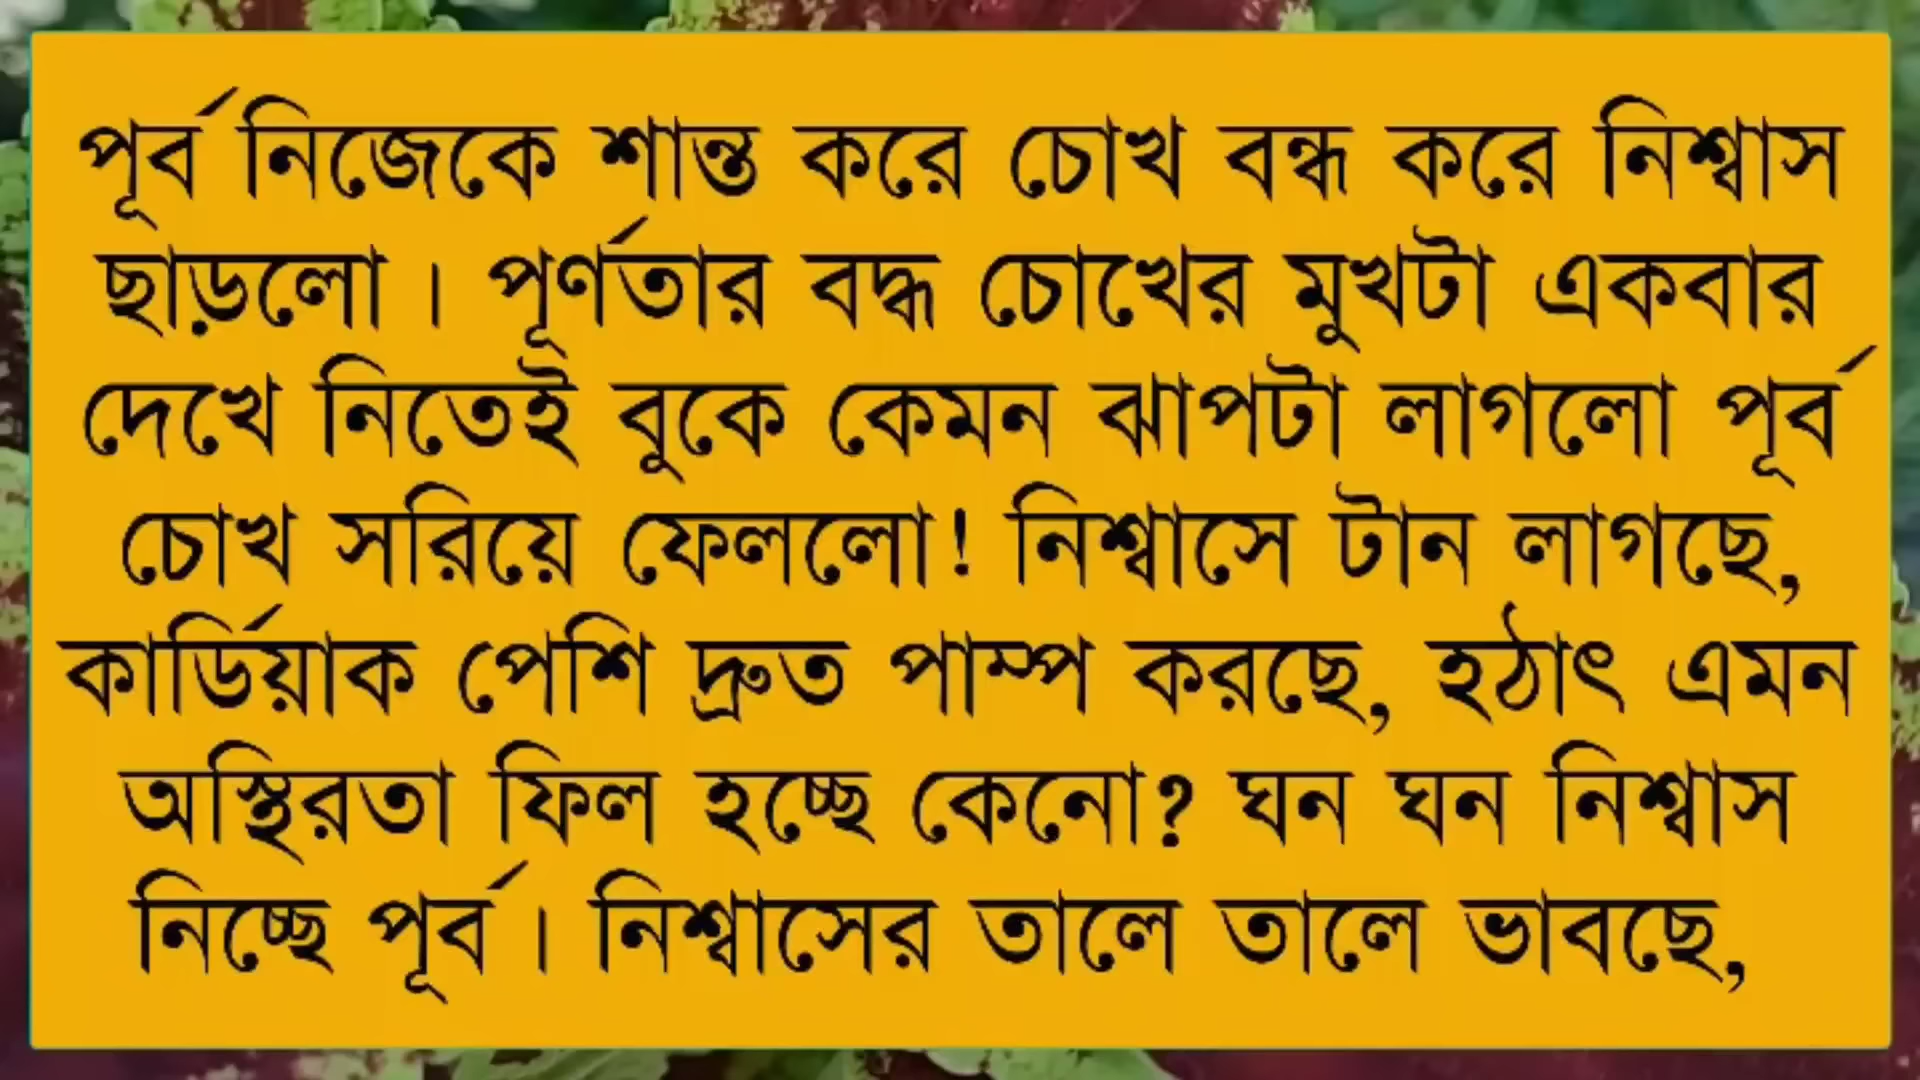 পূর্ব নিজেকে শান্ত করে চোখ বন্ধ করে নিশ্বাস
ছাড়লো। পূর্ণতার বদ্ধ চোখের মুখটা একবার
দেখে নিতেই বুকে কেমন ঝাপটা লাগলো পূর্ব
চোখ সরিয়ে ফেললো! নিশ্বাসে টান লাগছে,
কার্ডিয়াক পেশি দ্রুত পাম্প করছে, হঠাৎ এমন
অস্থিরতা ফিল হচ্ছে কেনো? ঘন ঘন নিশ্বাস
নিচ্ছে পূর্ব। নিশ্বাসের তালে তালে ভাবছে,